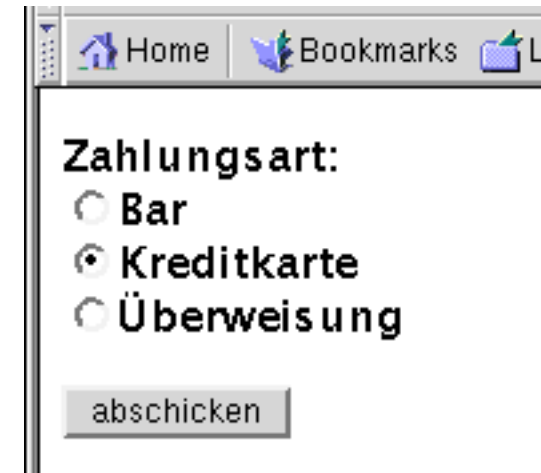 Home Bookmarks L
Zahlungsart:
Bar
Kreditkarte
Überweisung
abschicken